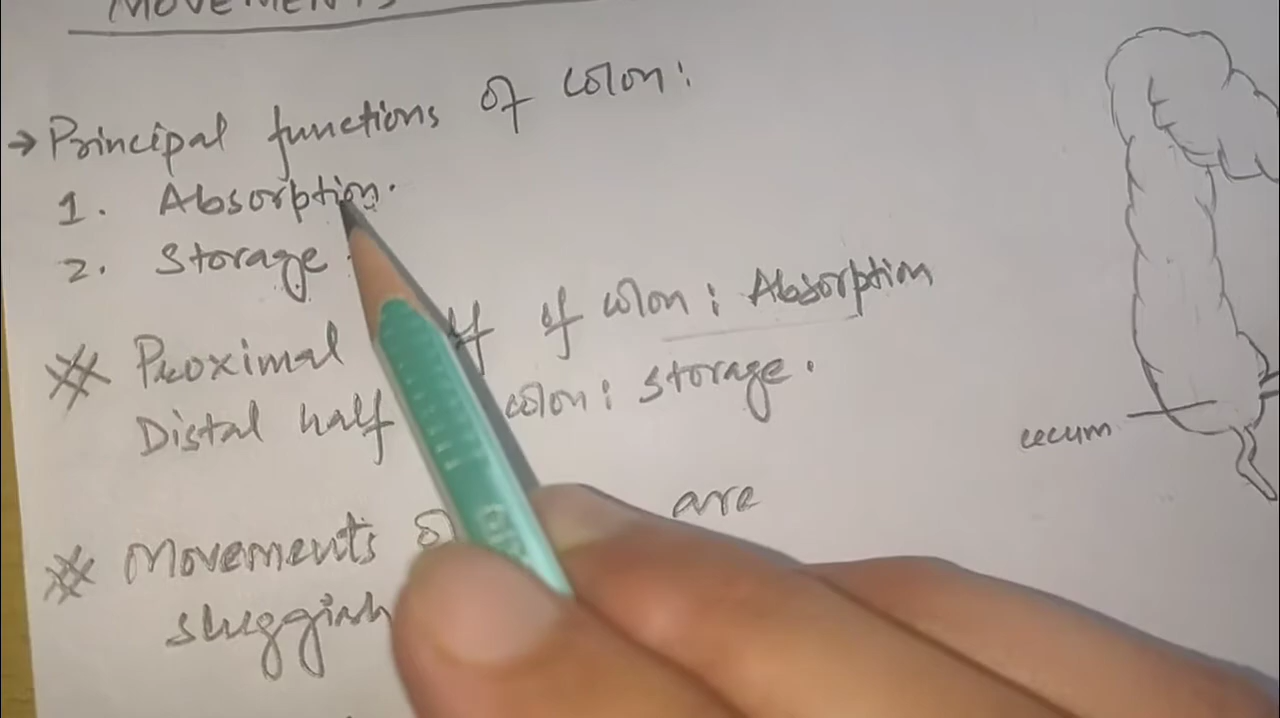 MOVEMENTS
→ Principal functions of colon:
1. Absorption.
2. Storage
※ Proximal of colon: Absorption
Distal half colon: storage.
※ Movements are
sluggish
cecum